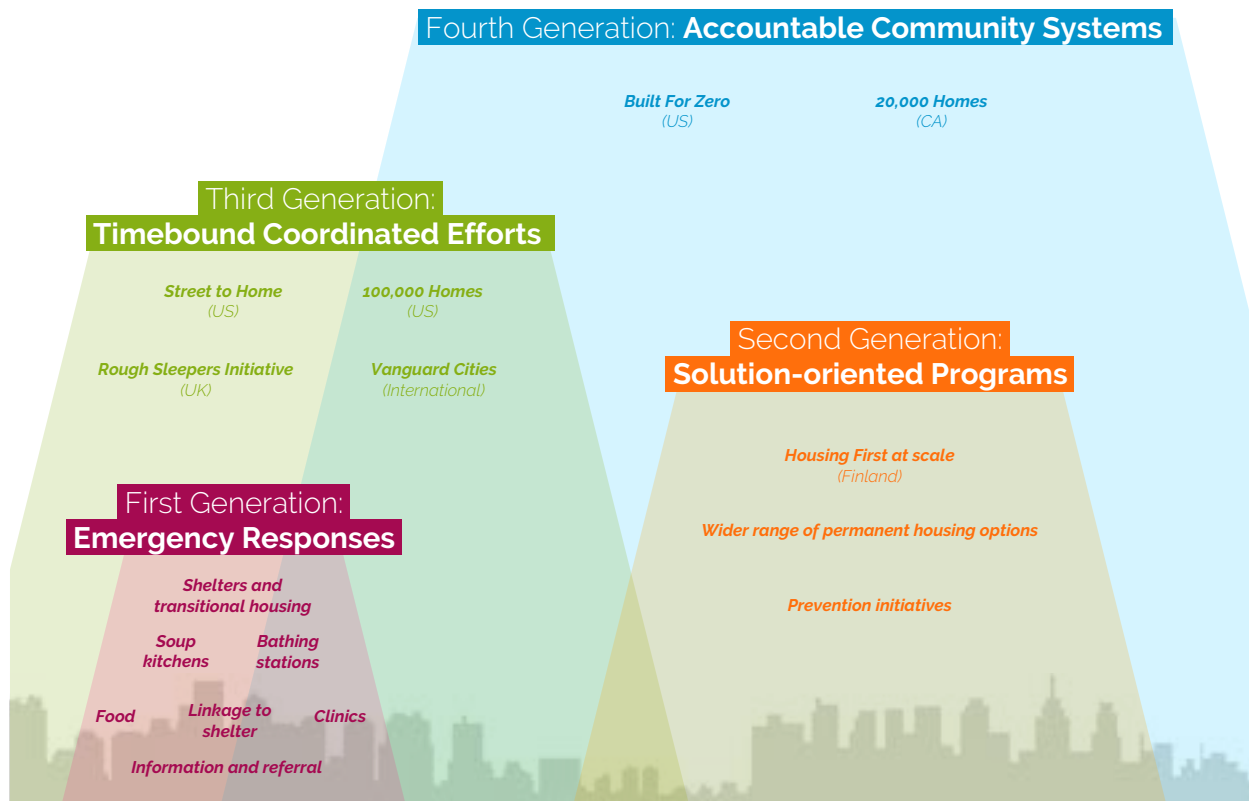 Fourth Generation: Accountable Community Systems
Built For Zero
(US)
20,000 Homes
(CA)
Third Generation:
Timebound Coordinated Efforts
Street to Home
(US)
100,000 Homes
(US)
Rough Sleepers Initiative
(UK)
Vanguard Cities
(International)
Second Generation:
Solution-oriented Programs
Housing First at scale
(Finland)
Wider range of permanent housing options
Prevention initiatives
First Generation:
Emergency Responses
Shelters and
transitional housing
Soup
kitchens
Bathing
stations
Food
Linkage to
shelter
Clinics
Information and referral